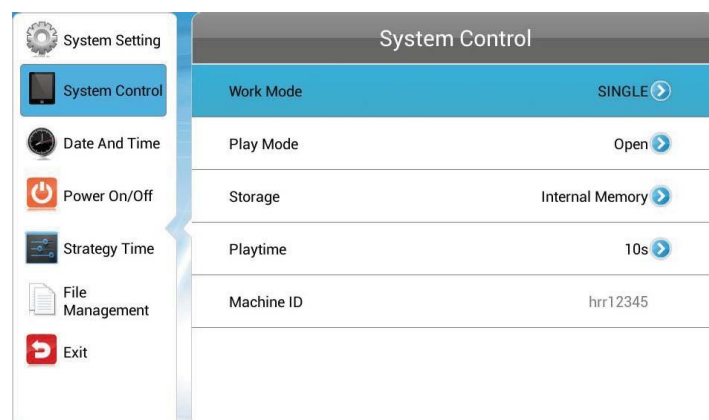 System Setting
System Control
Date And Time
Power On/Off
Strategy Time
File
Management
Exit
System Control
Work Mode SINGLE
Play Mode Open
Storage Internal Memory
Playtime 10s
Machine ID hrr12345